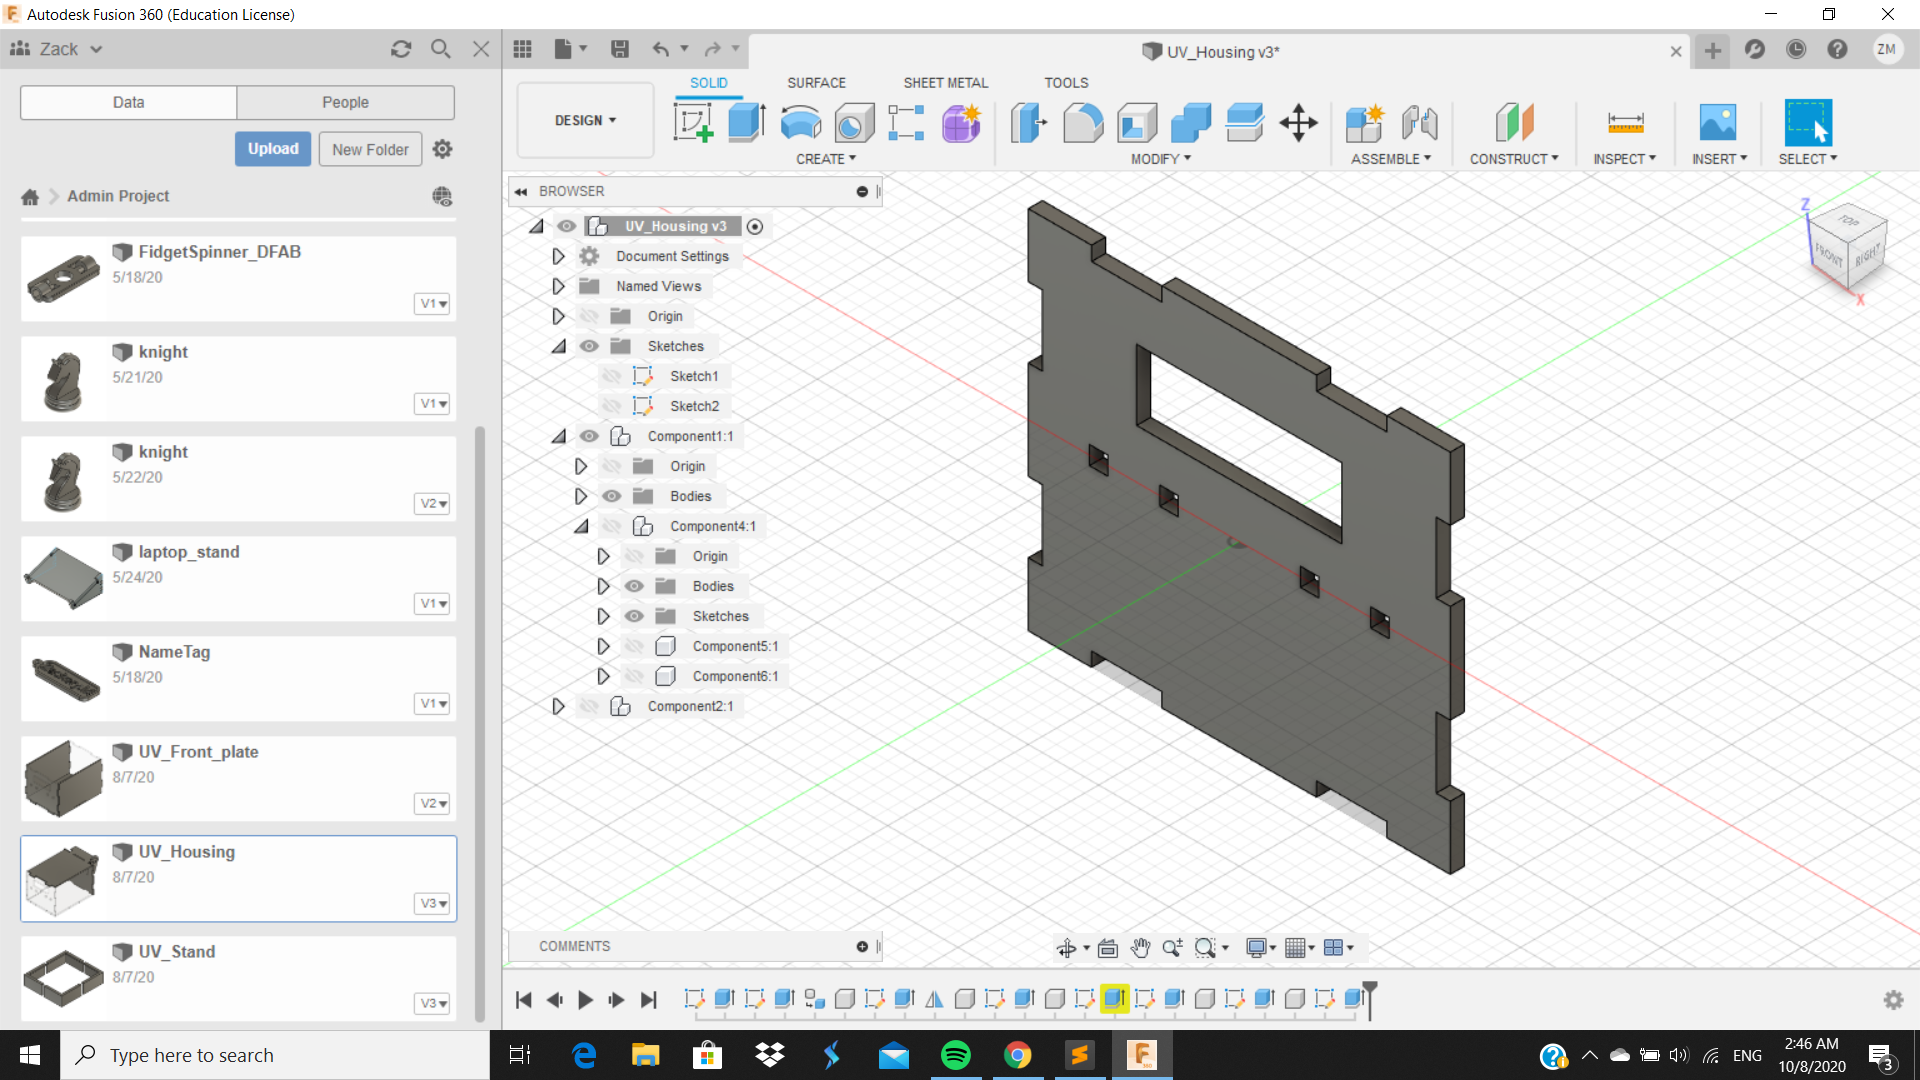 Autodesk Fusion 360 (Education License)
Zack
UV_Housing v3*
ZM
Data
People
Upload
New Folder
Admin Project
FidgetSpinner_DFAB
5/18/20
V1
knight
5/21/20
V1
knight
5/22/20
V2
laptop_stand
5/24/20
V1
NameTag
5/18/20
V1
UV_Front_plate
8/7/20
V2
UV_Housing
8/7/20
V3
UV_Stand
8/7/20
V3
SOLID
SURFACE
SHEET METAL
TOOLS
DESIGN
CREATE
MODIFY
ASSEMBLE
CONSTRUCT
INSPECT
INSERT
SELECT
BROWSER
UV_Housing v3
Document Settings
Named Views
Origin
Sketches
Sketch1
Sketch2
Component1:1
Origin
Bodies
Component4:1
Origin
Bodies
Sketches
Component5:1
Component6:1
Component2:1
Z
TOP
FRONT
RIGHT
X
COMMENTS
Type here to search
ENG
2:46 AM
10/8/2020
3